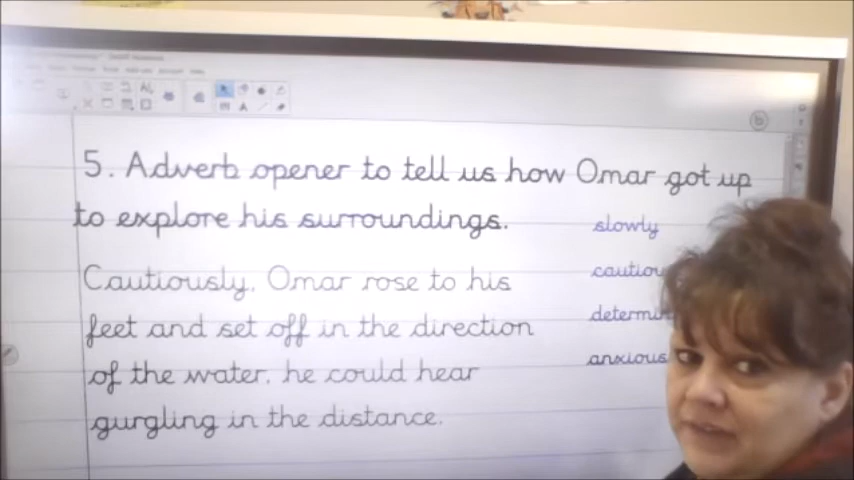 5. Adverb opener to tell us how Omar got up
to explore his surroundings.
slowly
Cautiously, Omar rose to his
feet and set off in the direction
of the water, he could hear
gurgling in the distance.